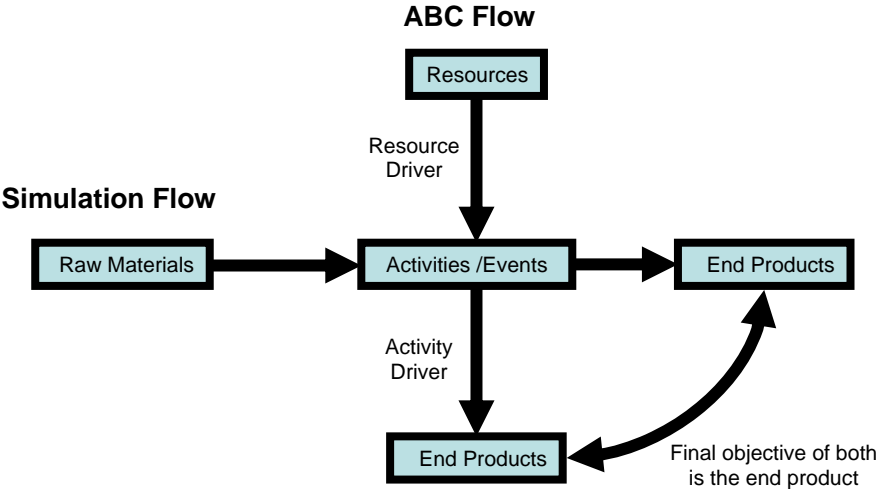 ABC Flow
Resources
Resource
Driver
Simulation Flow
Raw Materials
Activities /Events
End Products
Activity
Driver
End Products
Final objective of both
is the end product